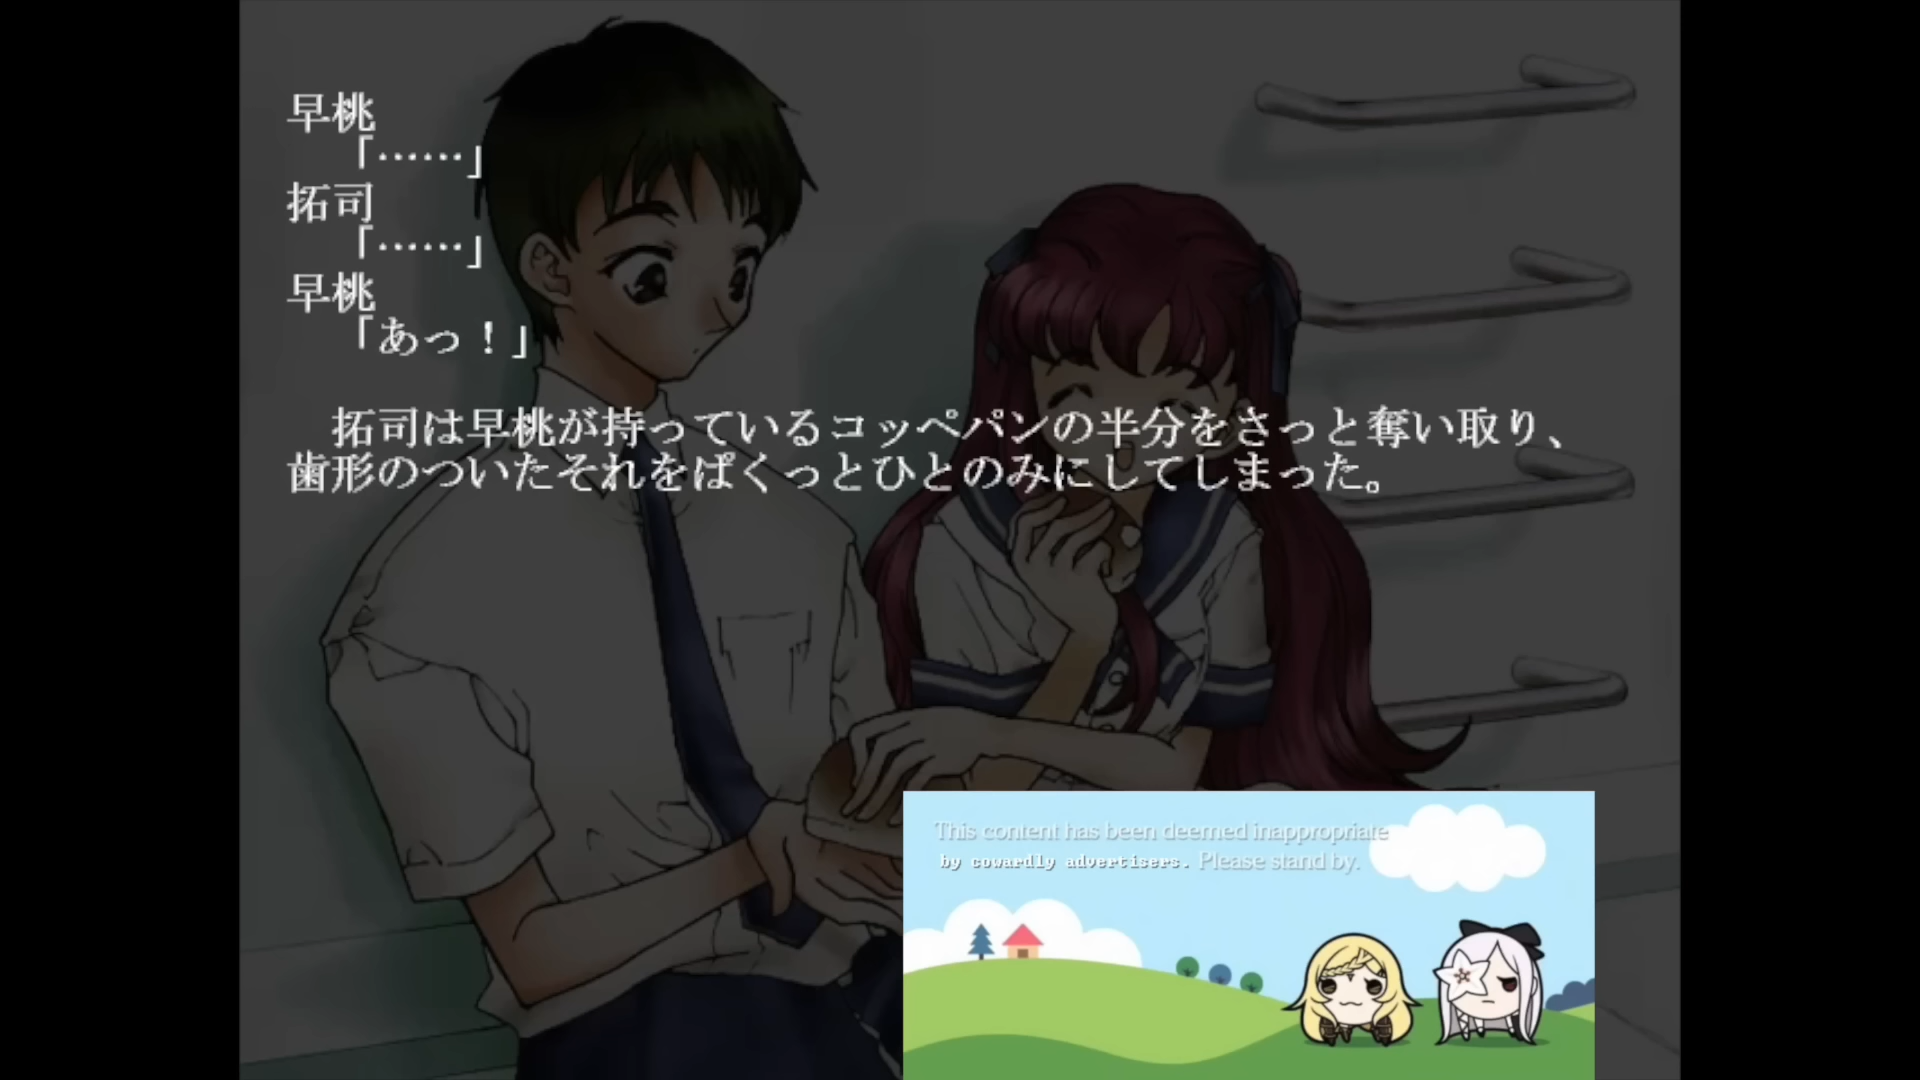 早桃
「……」
拓司
「……」
早桃
「あっ！」
拓司は早桃が持っているコッペパンの半分をさっと奪い取り、
歯形のついたそれをぱくっとひとのみにしてしまった。
This content has been deemed inappropriate
by cowardly advertisers. Please stand by.